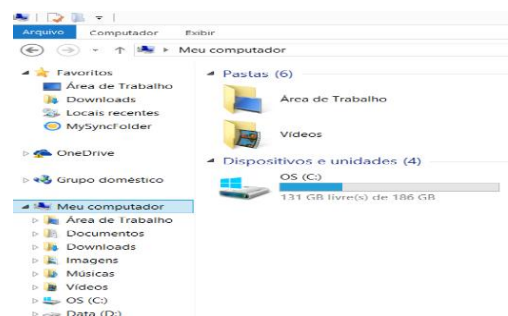 Arquivo Computador Exibir
Meu computador
Favoritos
Área de Trabalho
Downloads
Locais recentes
MySyncFolder
OneDrive
Grupo doméstico
Meu computador
Área de Trabalho
Documentos
Downloads
Imagens
Músicas
Vídeos
OS (C:)
Data (D:)
Pastas (6)
Área de Trabalho
Vídeos
Dispositivos e unidades (4)
OS (C:)
131 GB livre(s) de 186 GB